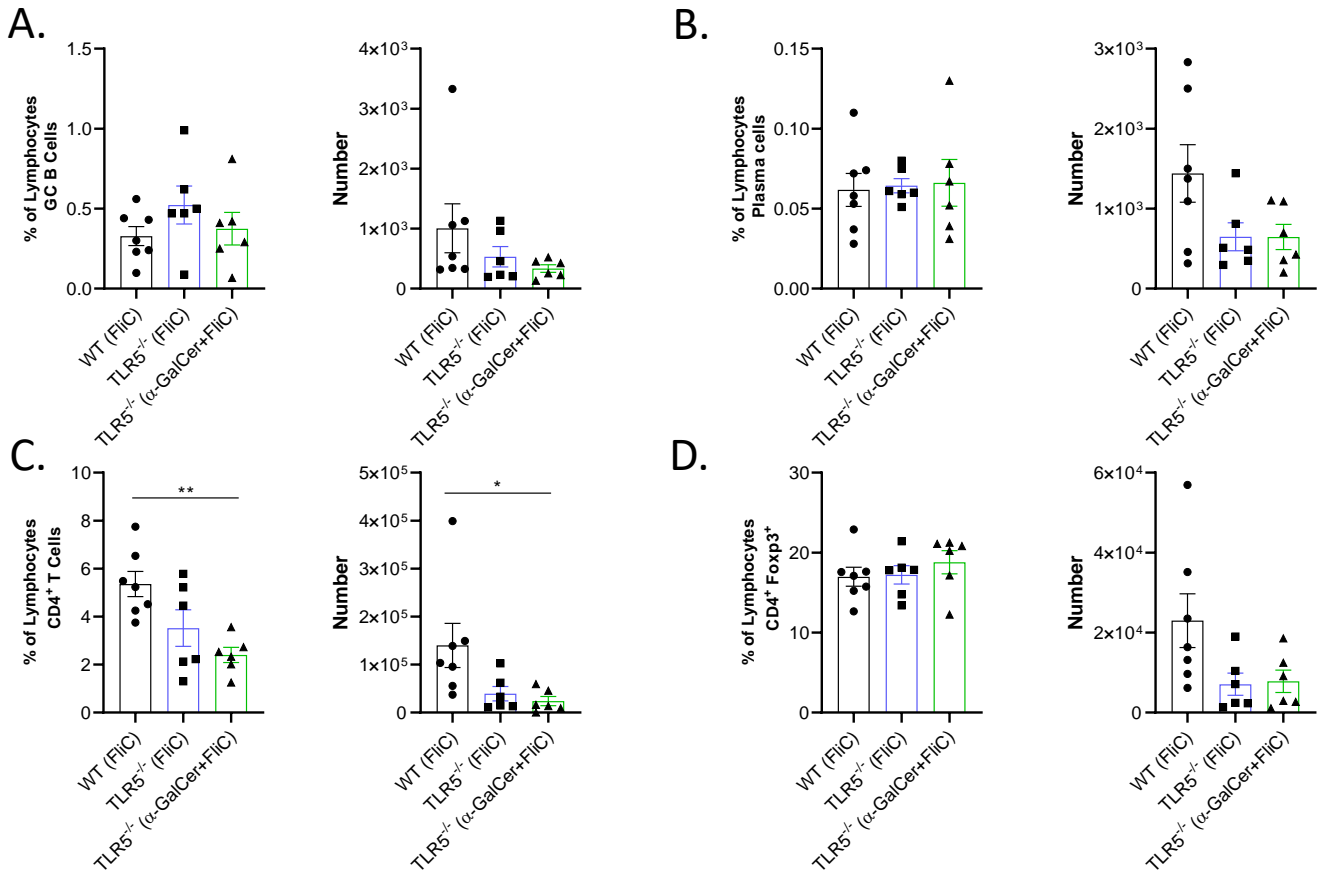 A.
% of Lymphocytes
GC B Cells
1.5
1.0
0.5
0.0
WT (FliC)
TLR5⁻/⁻ (FliC)
TLR5⁻/⁻ (α-GalCer+FliC)
Number
4×10³
3×10³
2×10³
1×10³
0
WT (FliC)
TLR5⁻/⁻ (FliC)
TLR5⁻/⁻ (α-GalCer+FliC)
B.
% of Lymphocytes
Plasma cells
0.15
0.10
0.05
0.00
WT (FliC)
TLR5⁻/⁻ (FliC)
TLR5⁻/⁻ (α-GalCer+FliC)
Number
3×10³
2×10³
1×10³
0
WT (FliC)
TLR5⁻/⁻ (FliC)
TLR5⁻/⁻ (α-GalCer+FliC)
C.
% of Lymphocytes
CD4⁺ T Cells
10
8
6
4
2
0
**
WT (FliC)
TLR5⁻/⁻ (FliC)
TLR5⁻/⁻ (α-GalCer+FliC)
Number
5×10⁵
4×10⁵
3×10⁵
2×10⁵
1×10⁵
0
*
WT (FliC)
TLR5⁻/⁻ (FliC)
TLR5⁻/⁻ (α-GalCer+FliC)
D.
% of Lymphocytes
CD4⁺ Foxp3⁺
30
20
10
0
WT (FliC)
TLR5⁻/⁻ (FliC)
TLR5⁻/⁻ (α-GalCer+FliC)
Number
6×10⁴
4×10⁴
2×10⁴
0
WT (FliC)
TLR5⁻/⁻ (FliC)
TLR5⁻/⁻ (α-GalCer+FliC)